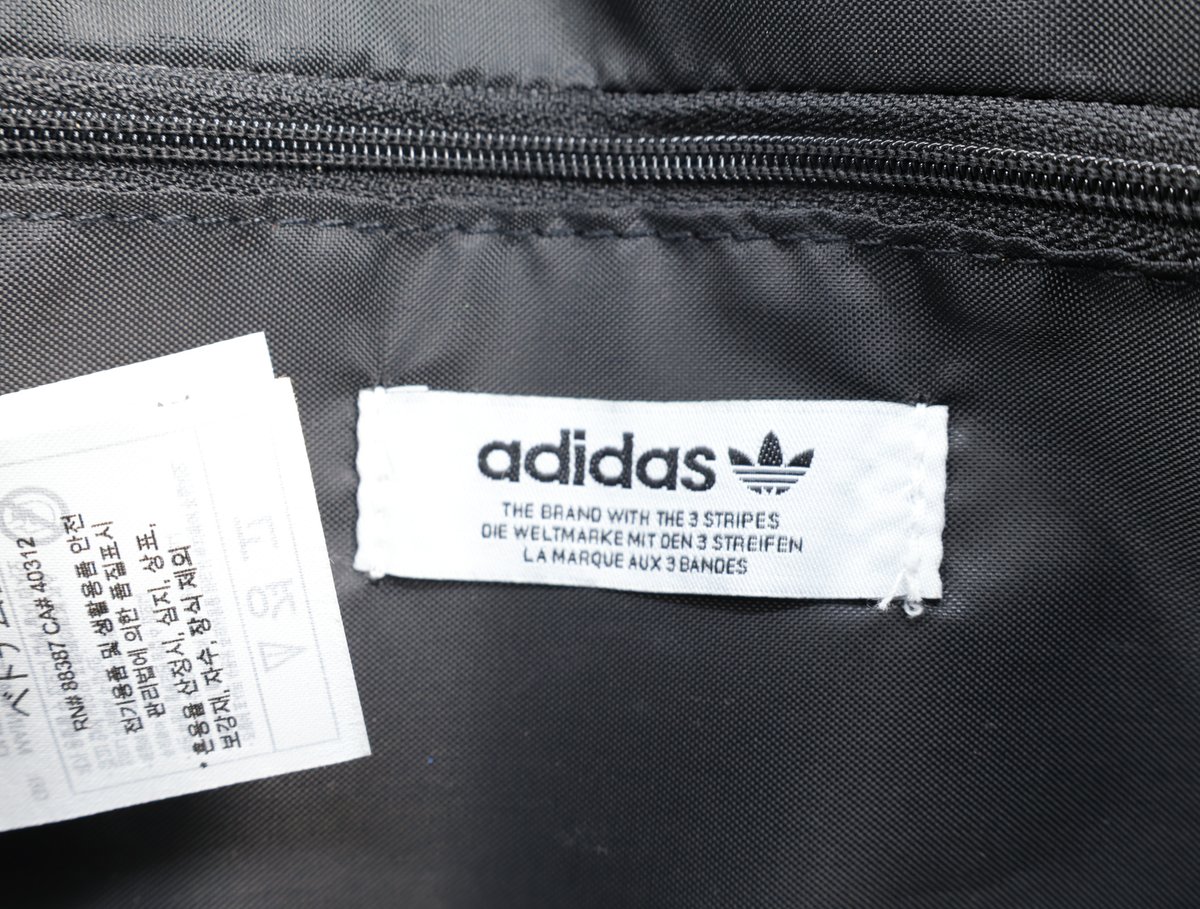 adidas
THE BRAND WITH THE 3 STRIPES
DIE WELTMARKE MIT DEN 3 STREIFEN
LA MARQUE AUX 3 BANDES
RN# 88387 CA# 40312
전기용품 및 생활용품 안전
관리법에 의한 품질표시
* 혼용율 산정시, 심지, 상표,
보강재, 자수, 장식 제외